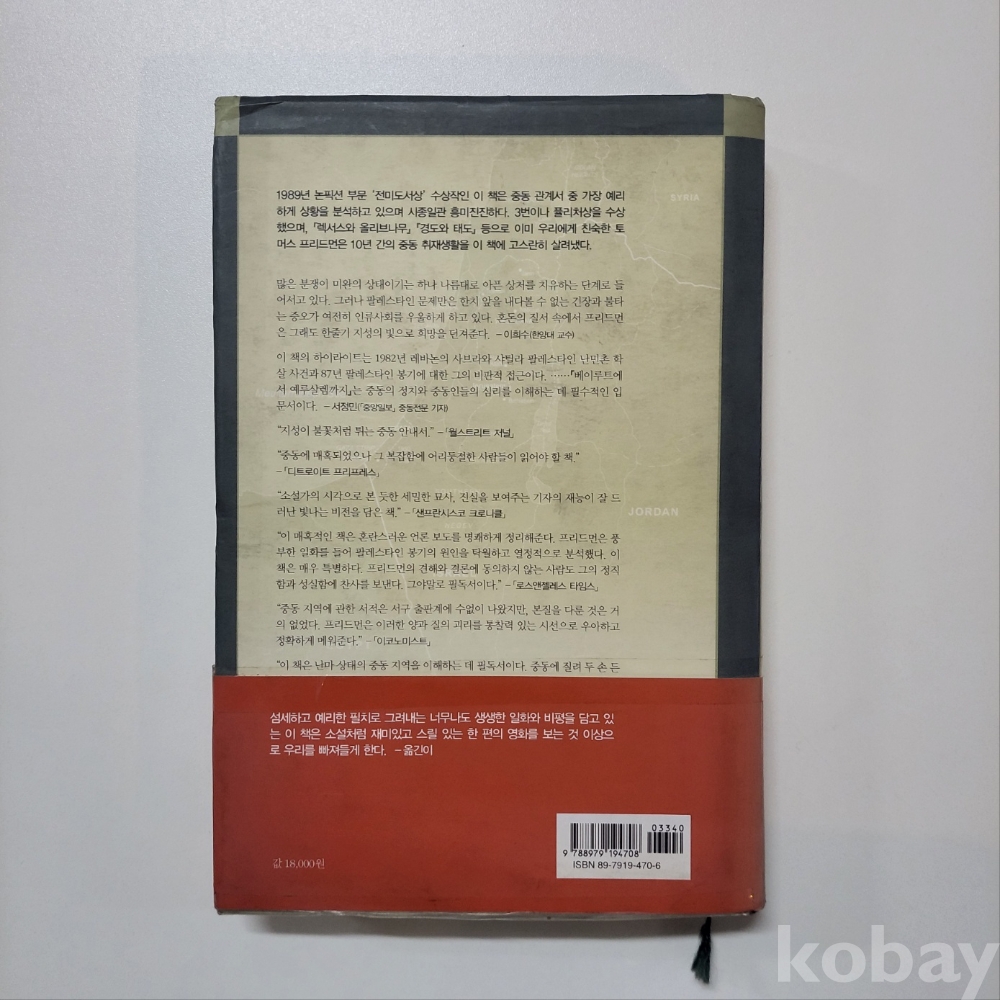 SYRIA
1989년 논픽션 부문 '전미도서상' 수상작인 이 책은 중동 관계서 중 가장 예리
하게 상황을 분석하고 있으며 시종일관 흥미진진하다. 3번이나 퓰리처상을 수상
했으며, 『렉서스와 올리브나무』 『경도와 태도』 등으로 이미 우리에게 친숙한 토
머스 프리드먼은 10년 간의 중동 취재생활을 이 책에 고스란히 살려냈다.
많은 분쟁이 미완의 상태이기는 하나 나름대로 아픈 상처를 치유하는 단계로 들
어서고 있다. 그러나 팔레스타인 문제만은 한치 앞을 내다볼 수 없는 긴장과 불타
는 증오가 여전히 인류사회를 우울하게 하고 있다. 혼돈의 질서 속에서 프리드먼
은 그래도 한줄기 지성의 빛으로 희망을 던져준다. – 이희수(한양대 교수)
이 책의 하이라이트는 1982년 레바논의 사브라와 샤틸라 팔레스타인 난민촌 학
살 사건과 87년 팔레스타인 봉기에 대한 그의 비판적 접근이다. ……『베이루트에
서 예루살렘까지』는 중동의 정치와 중동인들의 심리를 이해하는 데 필수적인 입
문서이다. – 서정민(「중앙일보」 중동전문 기자)
"지성이 불꽃처럼 튀는 중동 안내서." –「월스트리트 저널」
"중동에 매혹되었으나 그 복잡함에 어리둥절한 사람들이 읽어야 할 책."
–「디트로이트 프리프레스」
"소설가의 시각으로 본 듯한 세밀한 묘사, 진실을 보여주는 기자의 재능이 잘 드
러난 빛나는 비전을 담은 책." –「샌프란시스코 크로니클」
JORDAN
"이 매혹적인 책은 혼란스러운 언론 보도를 명쾌하게 정리해준다. 프리드먼은 풍
부한 일화를 들어 팔레스타인 봉기의 원인을 탁월하고 열정적으로 분석했다. 이
책은 매우 특별하다. 프리드먼의 견해와 결론에 동의하지 않는 사람도 그의 정직
함과 성실함에 찬사를 보낸다. 그야말로 필독서이다." –「로스앤젤레스 타임스」
"중동 지역에 관한 서적은 서구 출판계에 수없이 나왔지만, 본질을 다룬 것은 거
의 없었다. 프리드먼은 이러한 양과 질의 괴리를 통찰력 있는 시선으로 우아하고
정확하게 메워준다." –「이코노미스트」
"이 책은 난마 상태의 중동 지역을 이해하는 데 필독서이다. 중동에 질려 두 손 든
섬세하고 예리한 필치로 그려내는 너무나도 생생한 일화와 비평을 담고 있
는 이 책은 소설처럼 재미있고 스릴 있는 한 편의 영화를 보는 것 이상으
로 우리를 빠져들게 한다. – 옮긴이
03340
9 788979 194708
ISBN 89-7919-470-6
값 18,000원
kobay